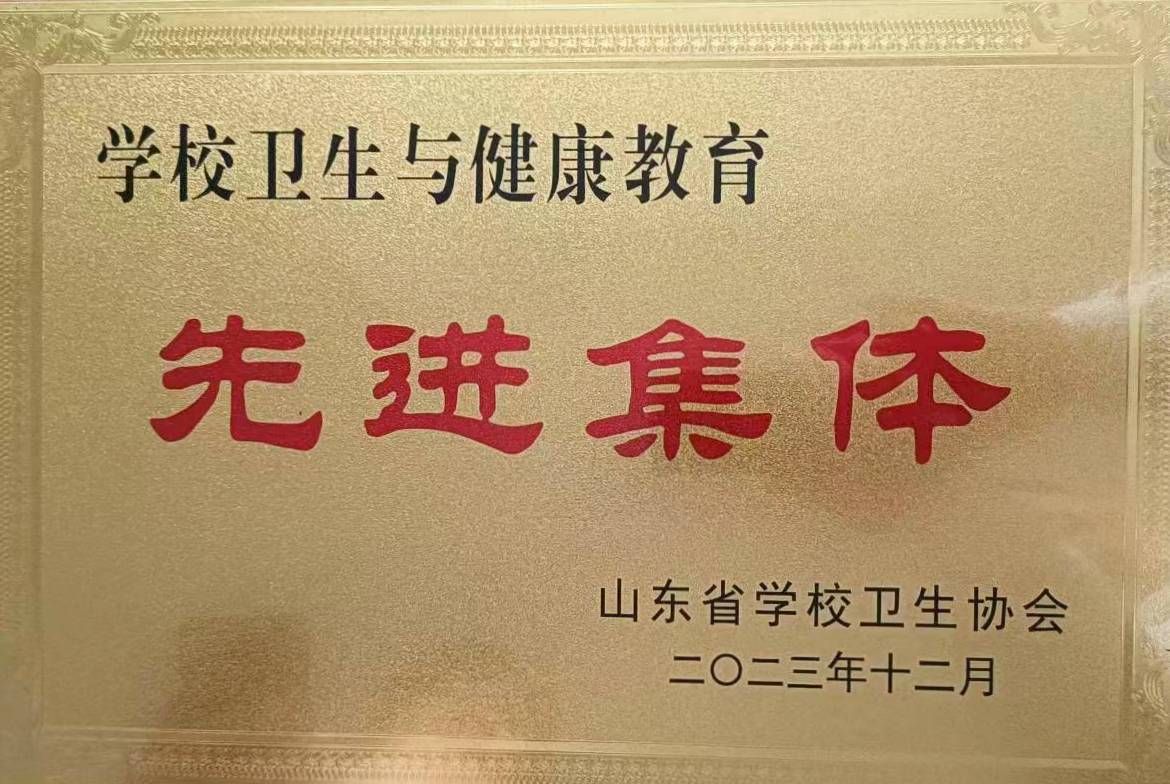 学校卫生与健康教育
先进集体
山东省学校卫生协会
二〇二三年十二月